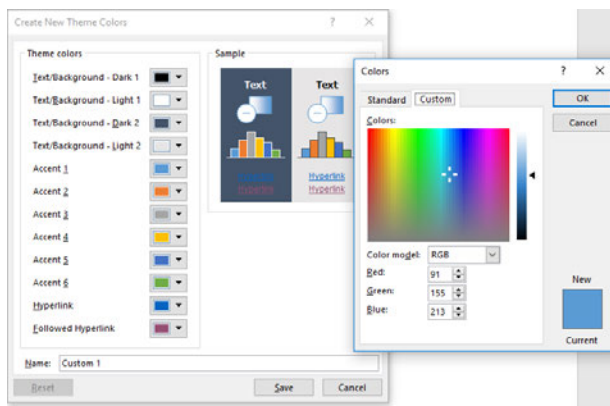 Create New Theme Colors ? ×
Theme colors
Text/Background - Dark 1
Text/Background - Light 1
Text/Background - Dark 2
Text/Background - Light 2
Accent 1
Accent 2
Accent 3
Accent 4
Accent 5
Accent 6
Hyperlink
Followed Hyperlink
Sample
Text Text
Hyperlink Hyperlink
Hyperlink Hyperlink
Name: Custom 1
Reset Save Cancel
Colors ? ×
Standard Custom
OK
Cancel
Colors:
Color model: RGB
Red: 91
Green: 155
Blue: 213
New
Current